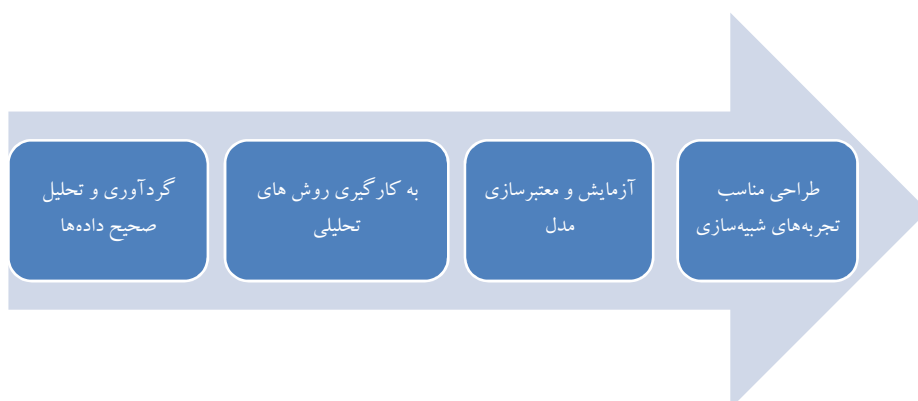 گردآوری و تحلیل
صحیح داده‌ها
به کارگیری روش های
تحلیلی
آزمایش و معتبرسازی
مدل
طراحی مناسب
تجربه‌های شبیه‌سازی